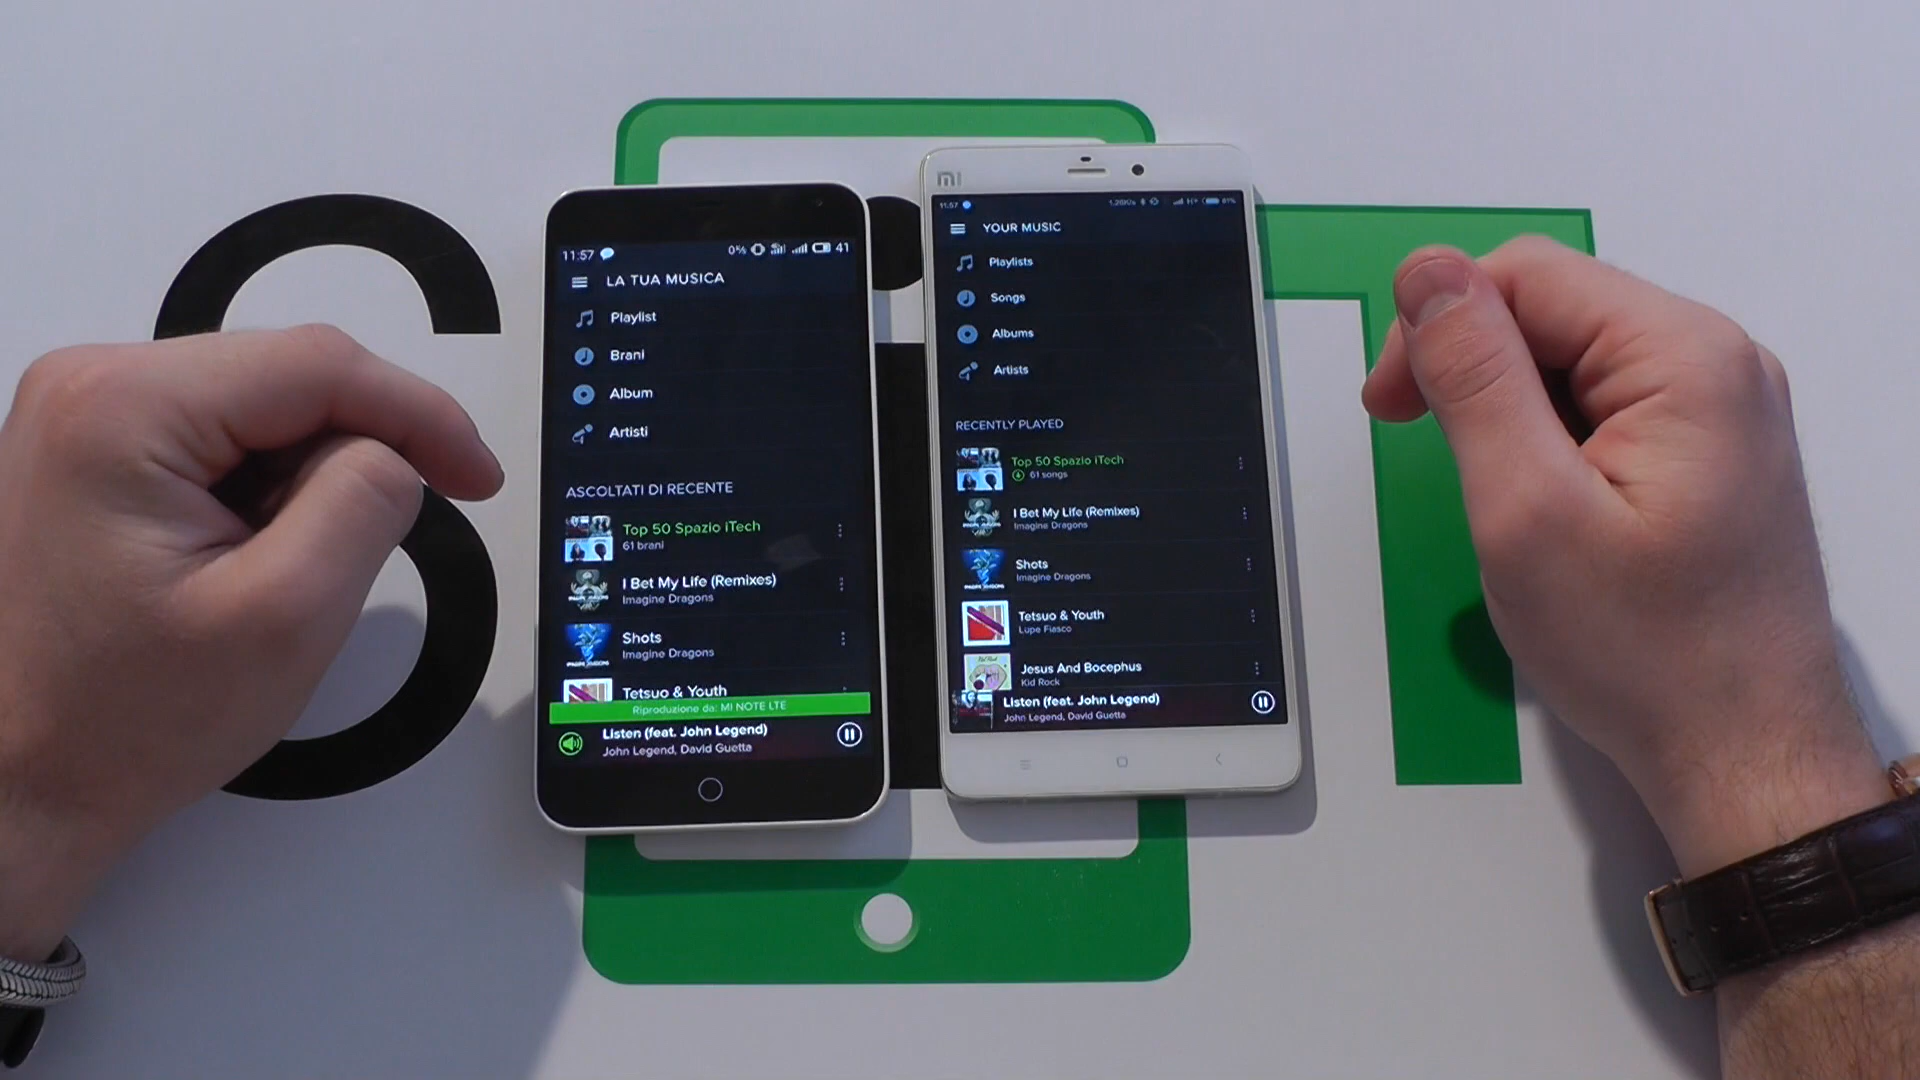 11:57
0% 41
LA TUA MUSICA
Playlist
Brani
Album
Artisti
ASCOLTATI DI RECENTE
Top 50 Spazio iTech
61 brani
I Bet My Life (Remixes)
Imagine Dragons
Shots
Imagine Dragons
Tetsuo & Youth
Riproduzione da: MI NOTE LTE
Listen (feat. John Legend)
John Legend, David Guetta
MI
11:57
H+ 81%
YOUR MUSIC
Playlists
Songs
Albums
Artists
RECENTLY PLAYED
Top 50 Spazio iTech
61 songs
I Bet My Life (Remixes)
Imagine Dragons
Shots
Imagine Dragons
Tetsuo & Youth
Lupe Fiasco
Jesus And Bocephus
Kid Rock
Listen (feat. John Legend)
John Legend, David Guetta